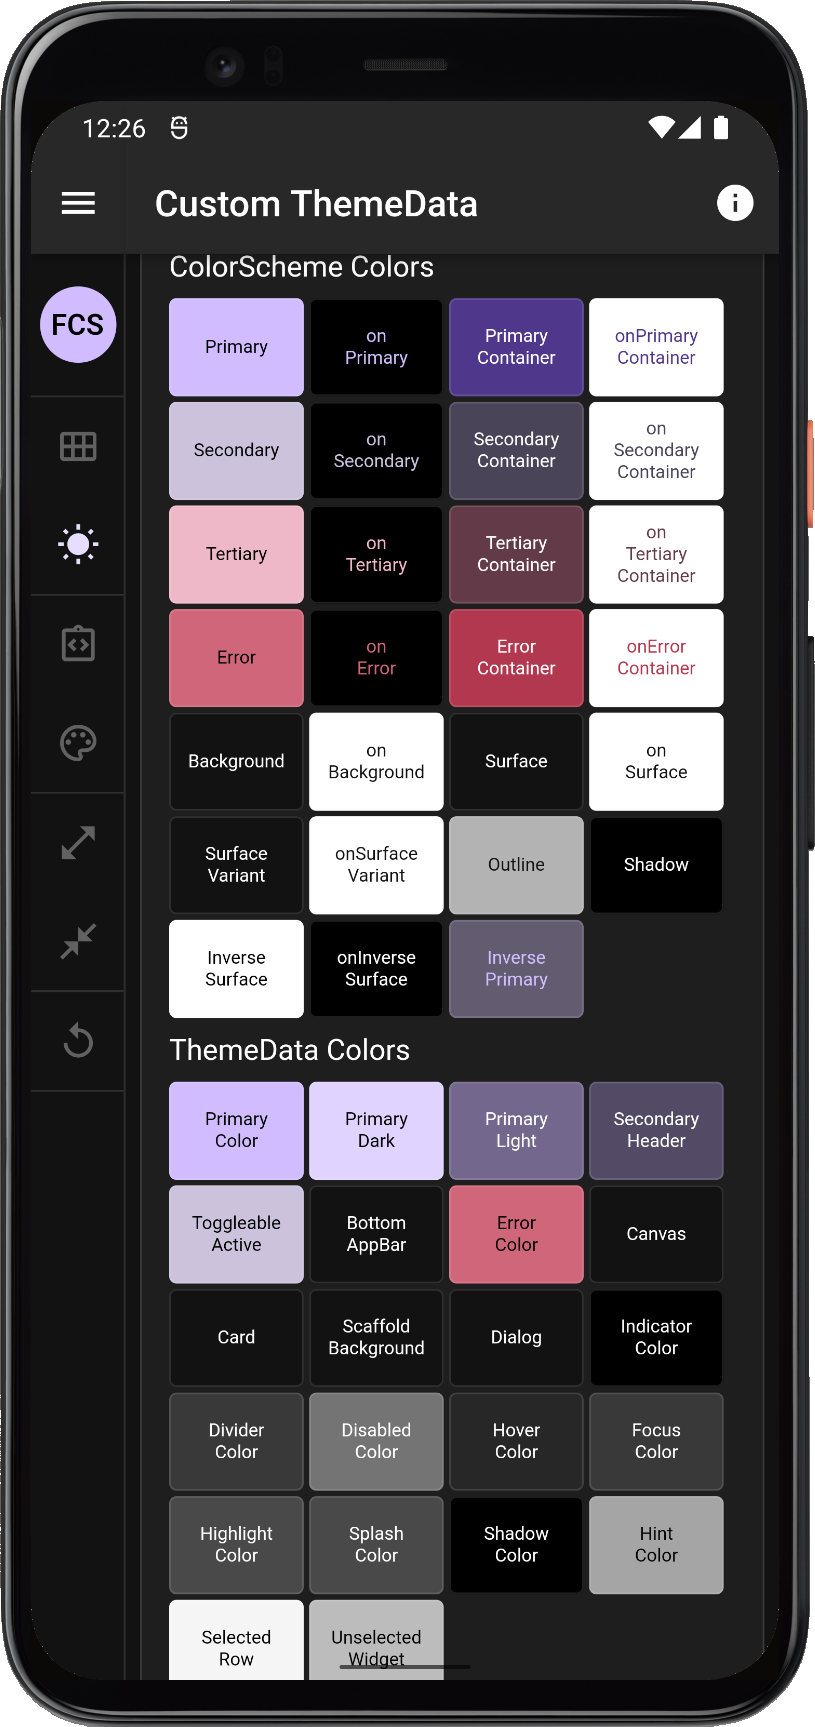 12:26
Custom ThemeData
FCS
ColorScheme Colors
Primary
on
Primary
Primary
Container
onPrimary
Container
Secondary
on
Secondary
Secondary
Container
on
Secondary
Container
Tertiary
on
Tertiary
Tertiary
Container
on
Tertiary
Container
Error
on
Error
Error
Container
onError
Container
Background
on
Background
Surface
on
Surface
Surface
Variant
onSurface
Variant
Outline
Shadow
Inverse
Surface
onInverse
Surface
Inverse
Primary
ThemeData Colors
Primary
Color
Primary
Dark
Primary
Light
Secondary
Header
Toggleable
Active
Bottom
AppBar
Error
Color
Canvas
Card
Scaffold
Background
Dialog
Indicator
Color
Divider
Color
Disabled
Color
Hover
Color
Focus
Color
Highlight
Color
Splash
Color
Shadow
Color
Hint
Color
Selected
Row
Unselected
Widget